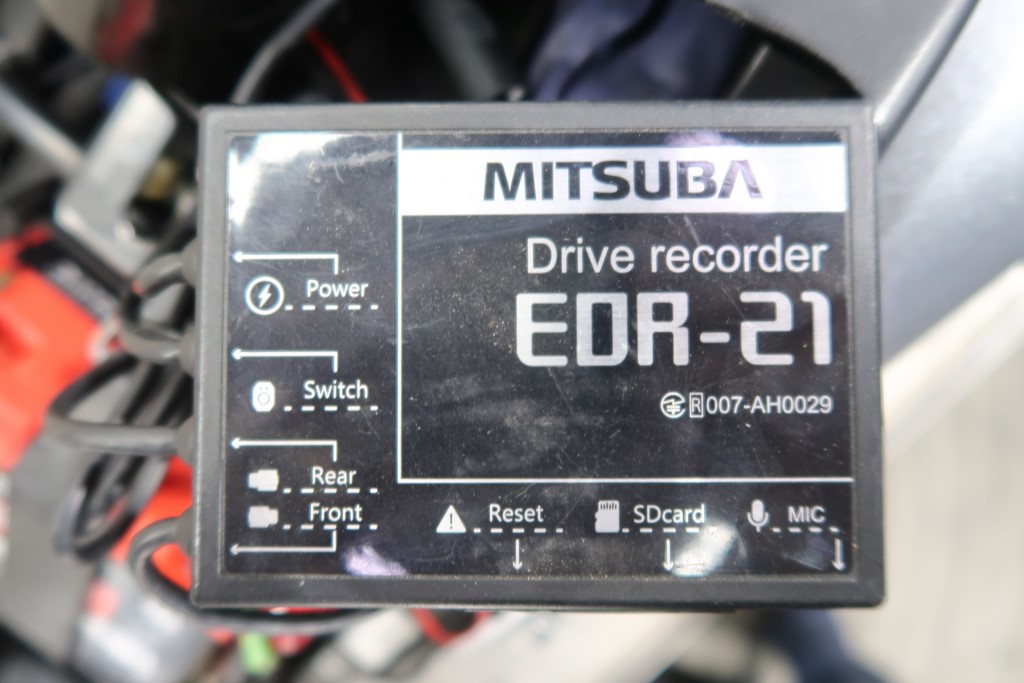 MITSUBA
Drive recorder
EDR-21
R 007-AH0029
Power
Switch
Rear
Front
Reset
SDcard
MIC